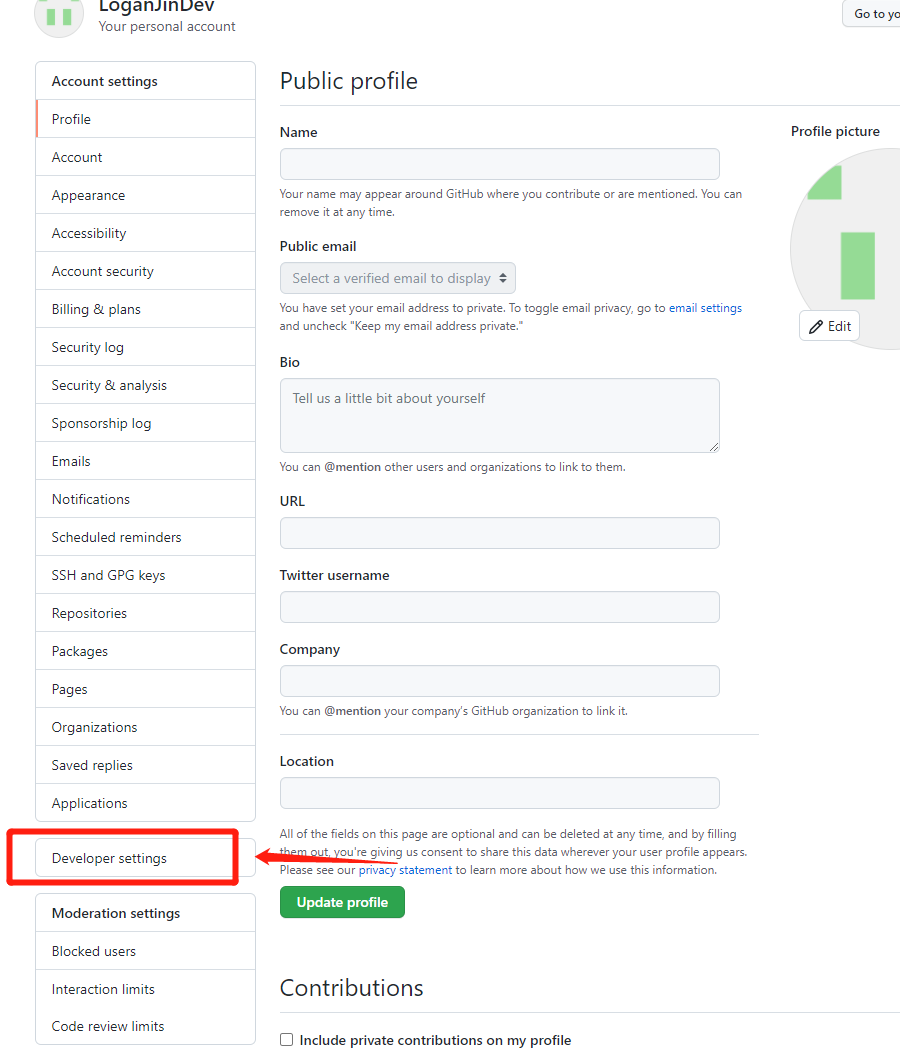 LoganJinDev
Your personal account
Go to yo
Account settings
Profile
Account
Appearance
Accessibility
Account security
Billing & plans
Security log
Security & analysis
Sponsorship log
Emails
Notifications
Scheduled reminders
SSH and GPG keys
Repositories
Packages
Pages
Organizations
Saved replies
Applications
Developer settings
Moderation settings
Blocked users
Interaction limits
Code review limits
Public profile
Name
Your name may appear around GitHub where you contribute or are mentioned. You can
remove it at any time.
Public email
Select a verified email to display
You have set your email address to private. To toggle email privacy, go to email settings
and uncheck "Keep my email address private."
Bio
Tell us a little bit about yourself
You can @mention other users and organizations to link to them.
URL
Twitter username
Company
You can @mention your company's GitHub organization to link it.
Location
All of the fields on this page are optional and can be deleted at any time, and by filling
them out, you're giving us consent to share this data wherever your user profile appears.
Please see our privacy statement to learn more about how we use this information.
Update profile
Contributions
Include private contributions on my profile
Profile picture
Edit